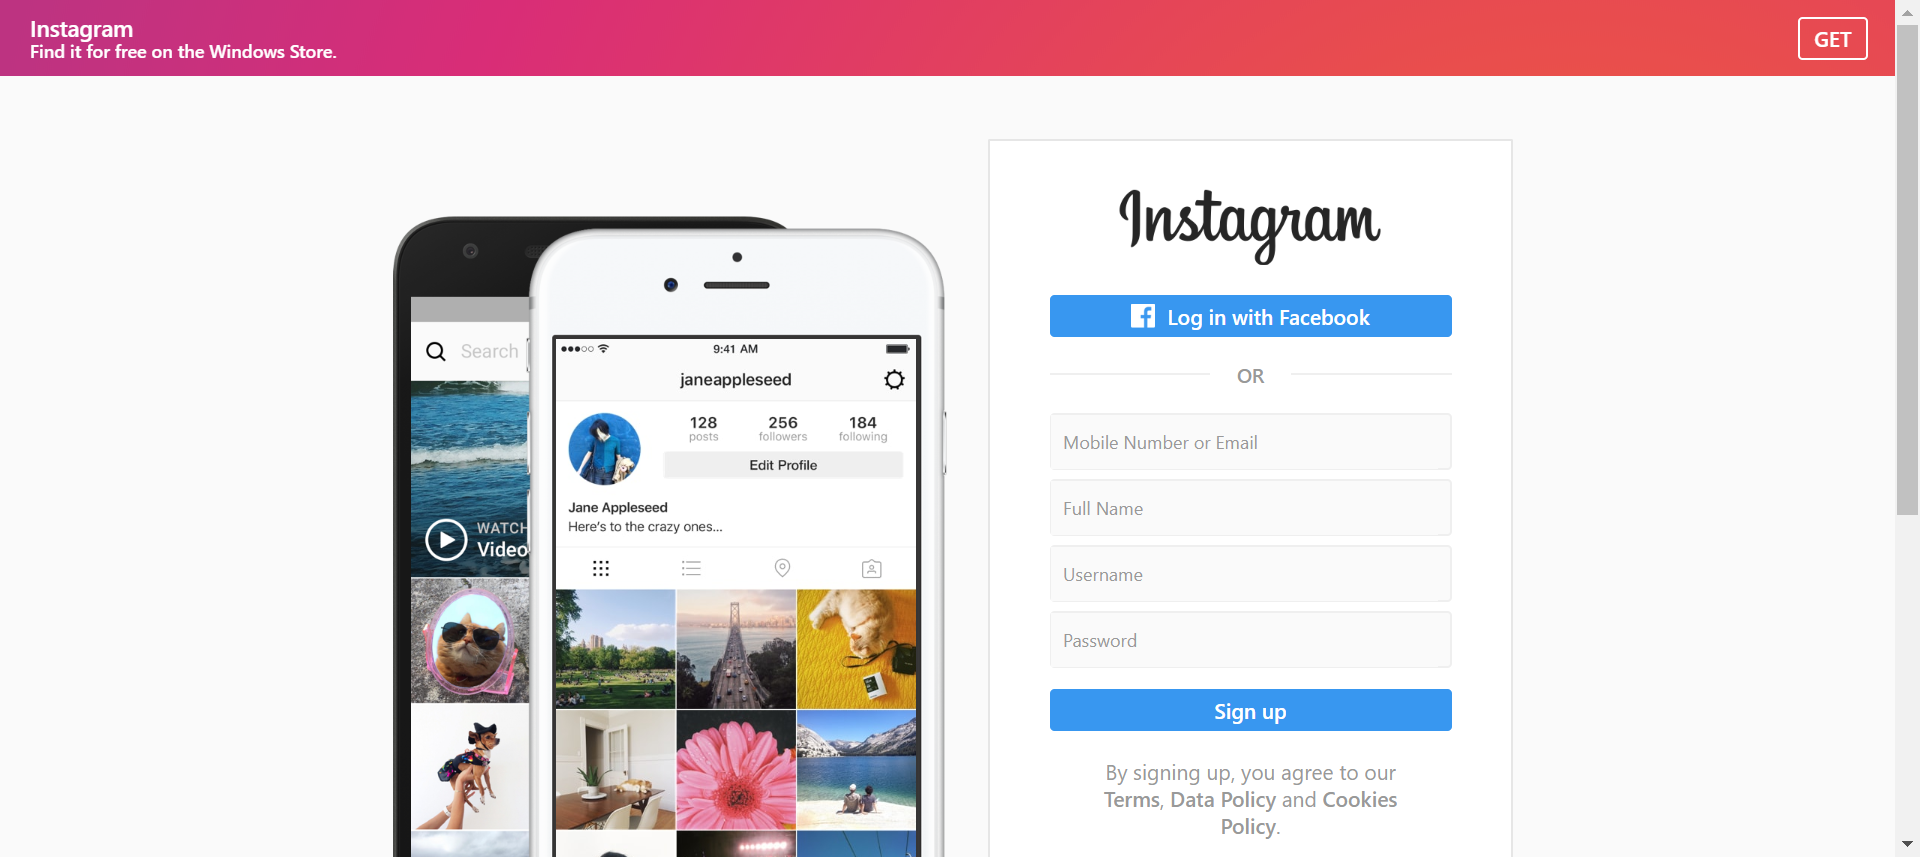 Instagram
Find it for free on the Windows Store.
GET
Search
WATCH
Video
9:41 AM
janeappleseed
128 256 184
posts followers following
Edit Profile
Jane Appleseed
Here's to the crazy ones...
Instagram
Log in with Facebook
OR
Mobile Number or Email
Full Name
Username
Password
Sign up
By signing up, you agree to our
Terms, Data Policy and Cookies
Policy.